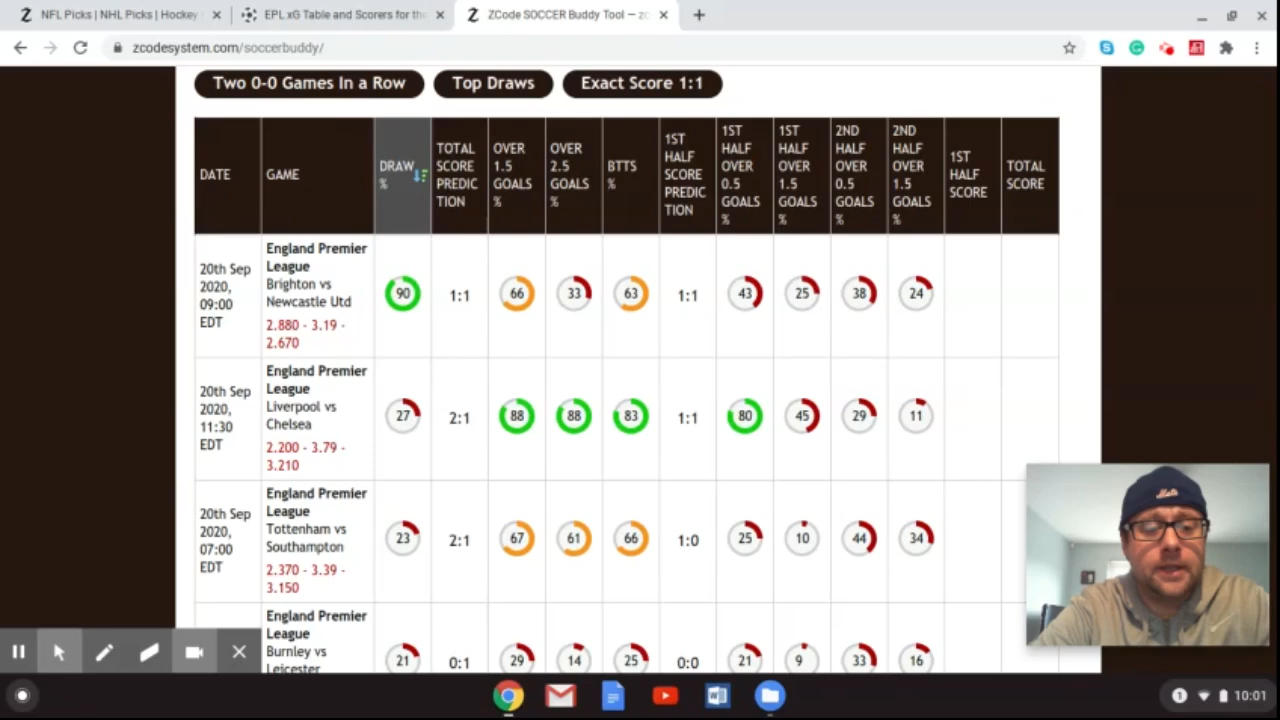 NFL Picks | NHL Picks | Hockey
EPL xG Table and Scorers for the
ZCode SOCCER Buddy Tool — zc
zcodesystem.com/soccerbuddy/
Two 0-0 Games In a Row
Top Draws
Exact Score 1:1
DATE
GAME
DRAW
%
TOTAL
SCORE
PREDIC
TION
OVER
1.5
GOALS
%
OVER
2.5
GOALS
%
BTTS
%
1ST
HALF
SCORE
PREDIC
TION
1ST
HALF
OVER
0.5
GOALS
%
1ST
HALF
OVER
1.5
GOALS
%
2ND
HALF
OVER
0.5
GOALS
%
2ND
HALF
OVER
1.5
GOALS
%
1ST
HALF
SCORE
TOTAL
SCORE
20th Sep
2020,
09:00
EDT
England Premier
League
Brighton vs
Newcastle Utd
2.880 - 3.19 -
2.670
90
1:1
66
33
63
1:1
43
25
38
24
20th Sep
2020,
11:30
EDT
England Premier
League
Liverpool vs
Chelsea
2.200 - 3.79 -
3.210
27
2:1
88
88
83
1:1
80
45
29
11
20th Sep
2020,
07:00
EDT
England Premier
League
Tottenham vs
Southampton
2.370 - 3.39 -
3.150
23
2:1
67
61
66
1:0
25
10
44
34
England Premier
League
Burnley vs
Leicester
21
0:1
29
14
25
0:0
21
9
33
16
10:01